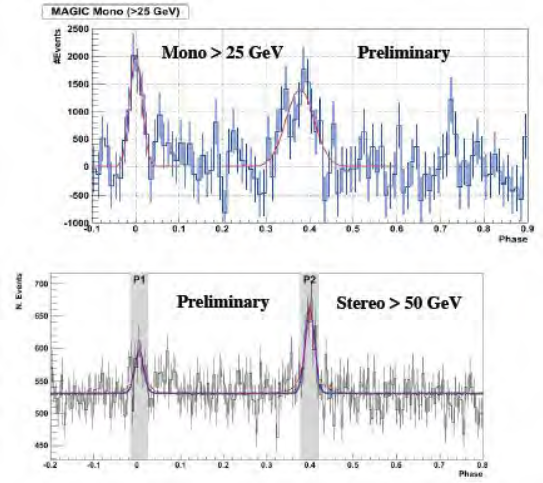 MAGIC Mono (>25 GeV)
#Events
Mono > 25 GeV
Preliminary
2500
2000
1500
1000
500
0
-500
-1000
-0.1 0 0.1 0.2 0.3 0.4 0.5 0.6 0.7 0.8 0.9
Phase
N. Events
P1
P2
Preliminary
Stereo > 50 GeV
700
650
600
550
500
450
-0.2 -0.1 0 0.1 0.2 0.3 0.4 0.5 0.6 0.7 0.8
Phase